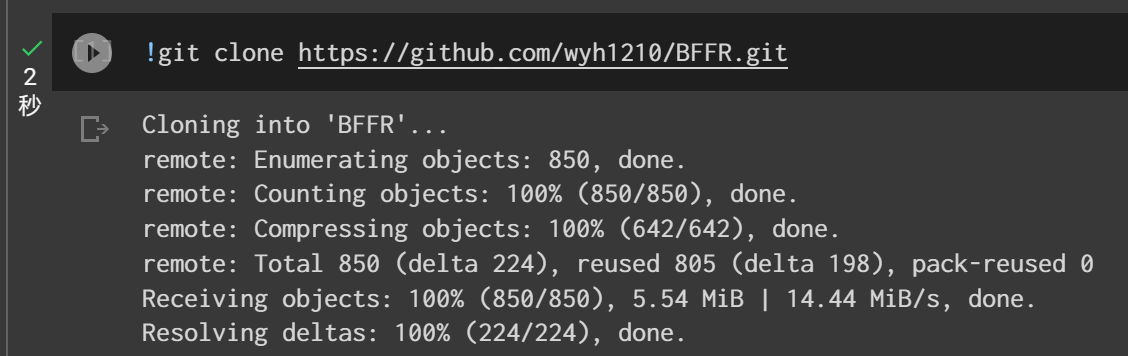 !git clone https://github.com/wyh1210/BFFR.git
2
秒
Cloning into 'BFFR'...
remote: Enumerating objects: 850, done.
remote: Counting objects: 100% (850/850), done.
remote: Compressing objects: 100% (642/642), done.
remote: Total 850 (delta 224), reused 805 (delta 198), pack-reused 0
Receiving objects: 100% (850/850), 5.54 MiB | 14.44 MiB/s, done.
Resolving deltas: 100% (224/224), done.